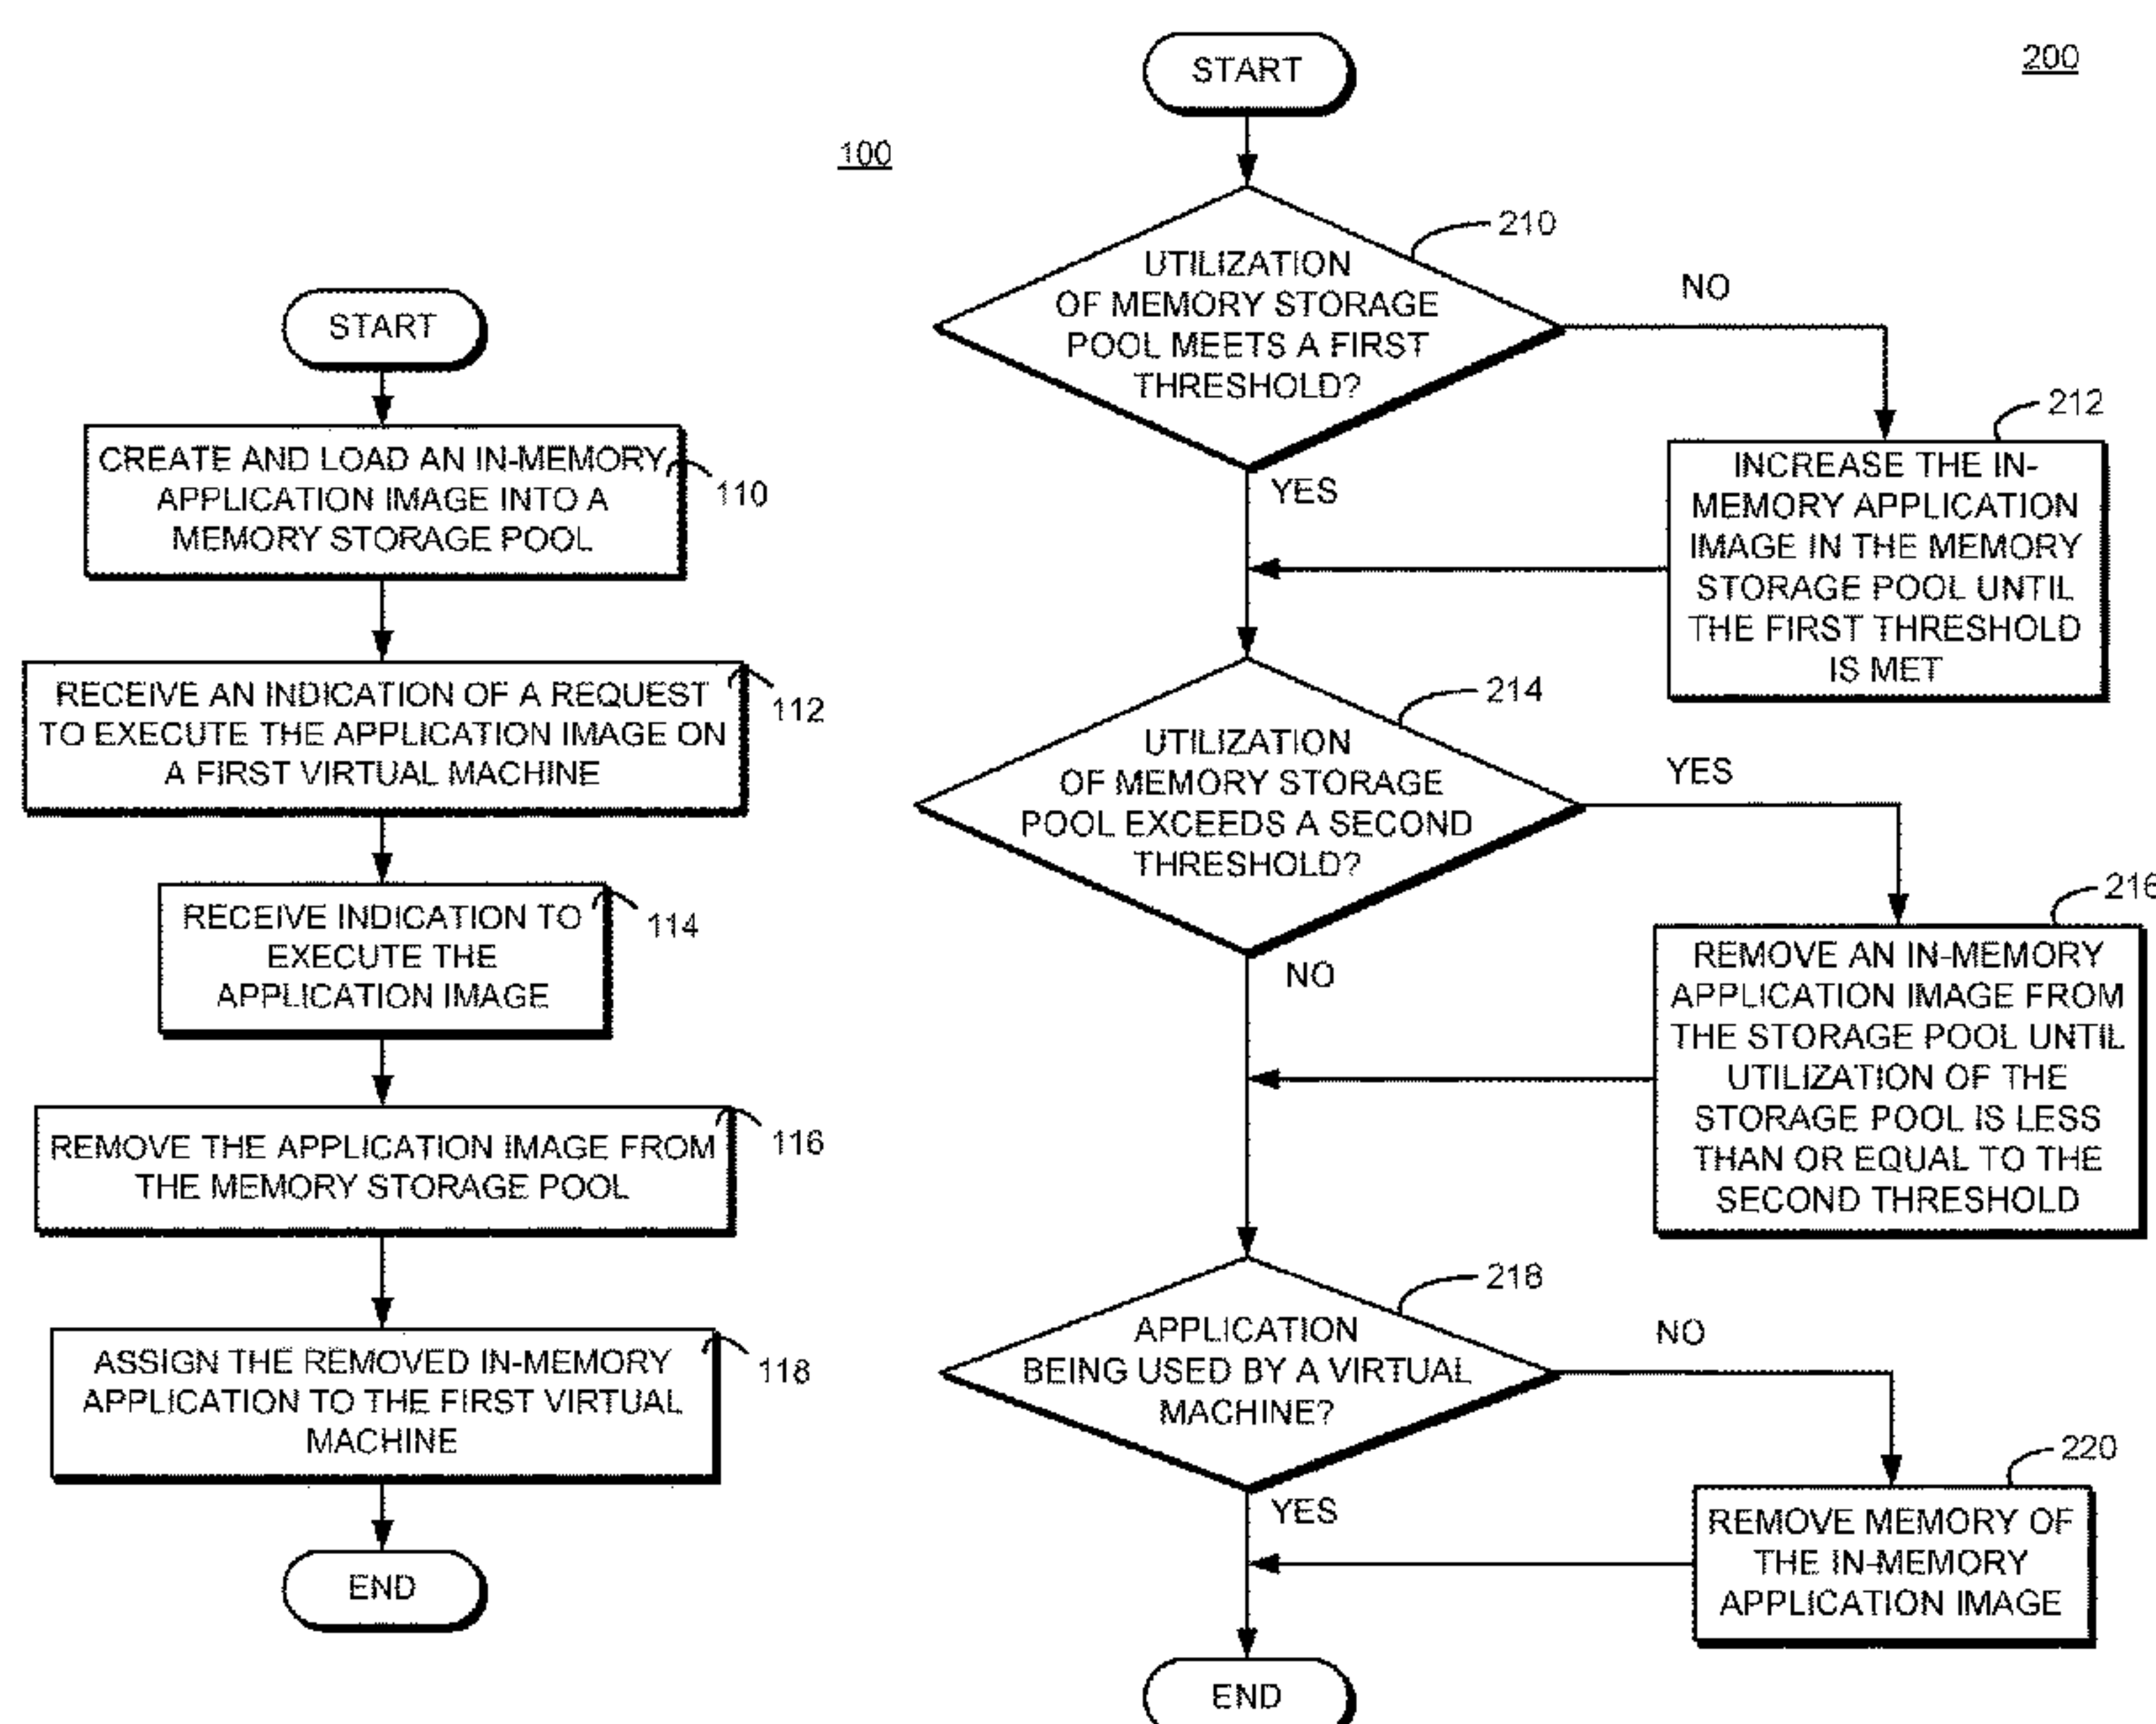 100
START
CREATE AND LOAD AN IN-MEMORY
APPLICATION IMAGE INTO A
MEMORY STORAGE POOL
110
RECEIVE AN INDICATION OF A REQUEST
TO EXECUTE THE APPLICATION IMAGE ON
A FIRST VIRTUAL MACHINE
112
RECEIVE INDICATION TO
EXECUTE THE
APPLICATION IMAGE
114
REMOVE THE APPLICATION IMAGE FROM
THE MEMORY STORAGE POOL
116
ASSIGN THE REMOVED IN-MEMORY
APPLICATION TO THE FIRST VIRTUAL
MACHINE
118
END
200
START
UTILIZATION
OF MEMORY STORAGE
POOL MEETS A FIRST
THRESHOLD?
210
NO
YES
INCREASE THE IN-
MEMORY APPLICATION
IMAGE IN THE MEMORY
STORAGE POOL UNTIL
THE FIRST THRESHOLD
IS MET
212
UTILIZATION
OF MEMORY STORAGE
POOL EXCEEDS A SECOND
THRESHOLD?
214
YES
NO
REMOVE AN IN-MEMORY
APPLICATION IMAGE FROM
THE STORAGE POOL UNTIL
UTILIZATION OF THE
STORAGE POOL IS LESS
THAN OR EQUAL TO THE
SECOND THRESHOLD
216
APPLICATION
BEING USED BY A VIRTUAL
MACHINE?
218
NO
YES
REMOVE MEMORY OF
THE IN-MEMORY
APPLICATION IMAGE
220
END